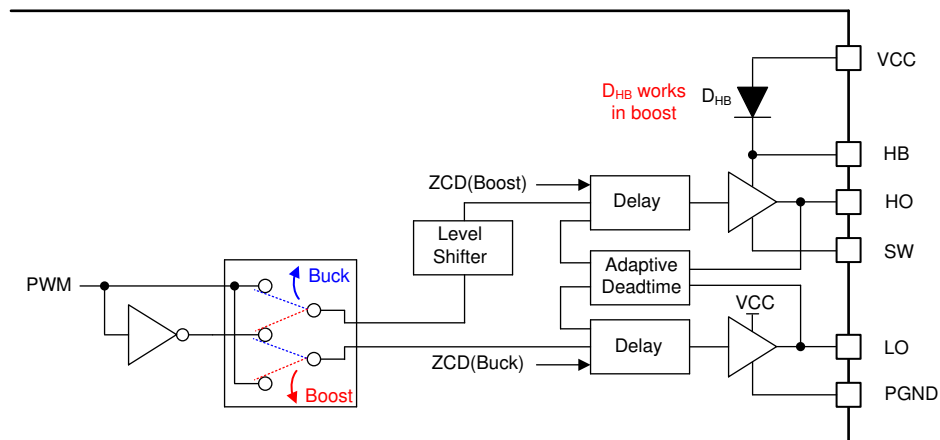 VCC
D_HB works
in boost
D_HB
HB
ZCD(Boost)
Delay
HO
Level
Shifter
SW
Adaptive
Deadtime
Buck
PWM
VCC
Delay
LO
ZCD(Buck)
Boost
PGND